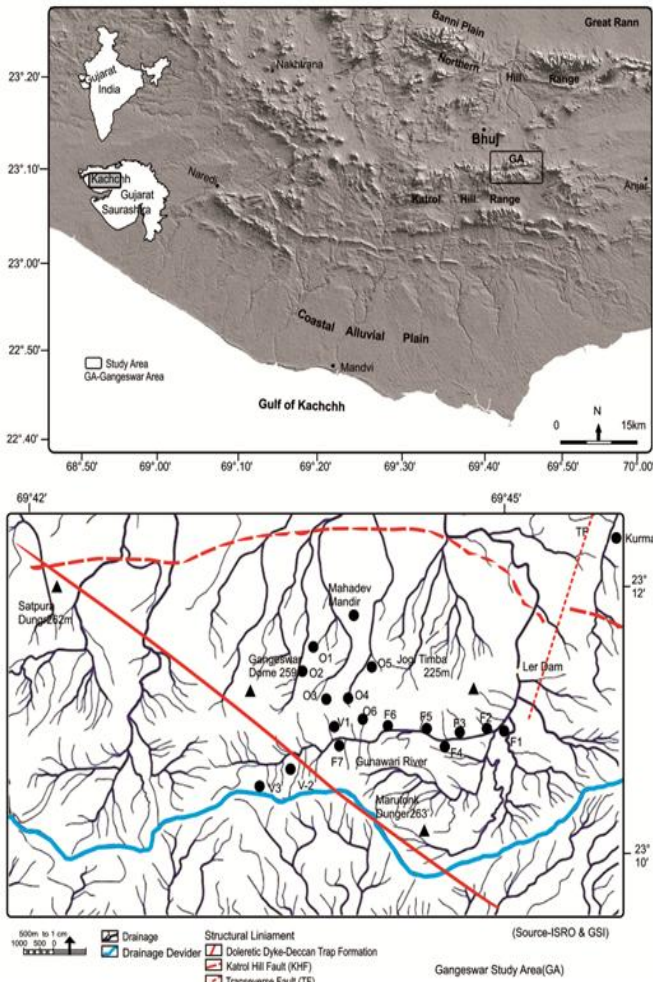 Banni Plain
Great Rann
23°.20'
Gujarat
India
Nakhtrana
Northern
Hill
Range
Bhuj
23°.10'
GA
Kachchh
Naredi
Anjar
Gujarat
Saurashtra
Katrol Hill Range
23°.00'
Coastal Alluvial Plain
22°.50'
Study Area
GA-Gangeswar Area
Mandvi
Gulf of Kachchh
N
0 15km
22°.40'
68°.50' 69°.00' 69°.10' 69°.20' 69°.30' 69°.40' 69°.50' 70°.00'
69°.42' 69°.45'
TF
Kurma
23°
12'
Satpura
Mahadev
Mandir
O1
Gangeswar
Dome 259
O2
O5
Jogi Timba
225m
Ler Dam
O3
O4
O6
V1
F6
F5
F3
F2
F1
F7
F4
Gunawari River
V3
V-2
Marutonk
Dunger263
23°
10'
500m to 1 cm
1000 500 0
Drainage
Drainage Devider
Structural Liniament
Doleretic Dyke-Deccan Trap Formation
Katrol Hill Fault (KHF)
Transeverse Fault (TF)
(Source-ISRO & GSI)
Gangeswar Study Area(GA)